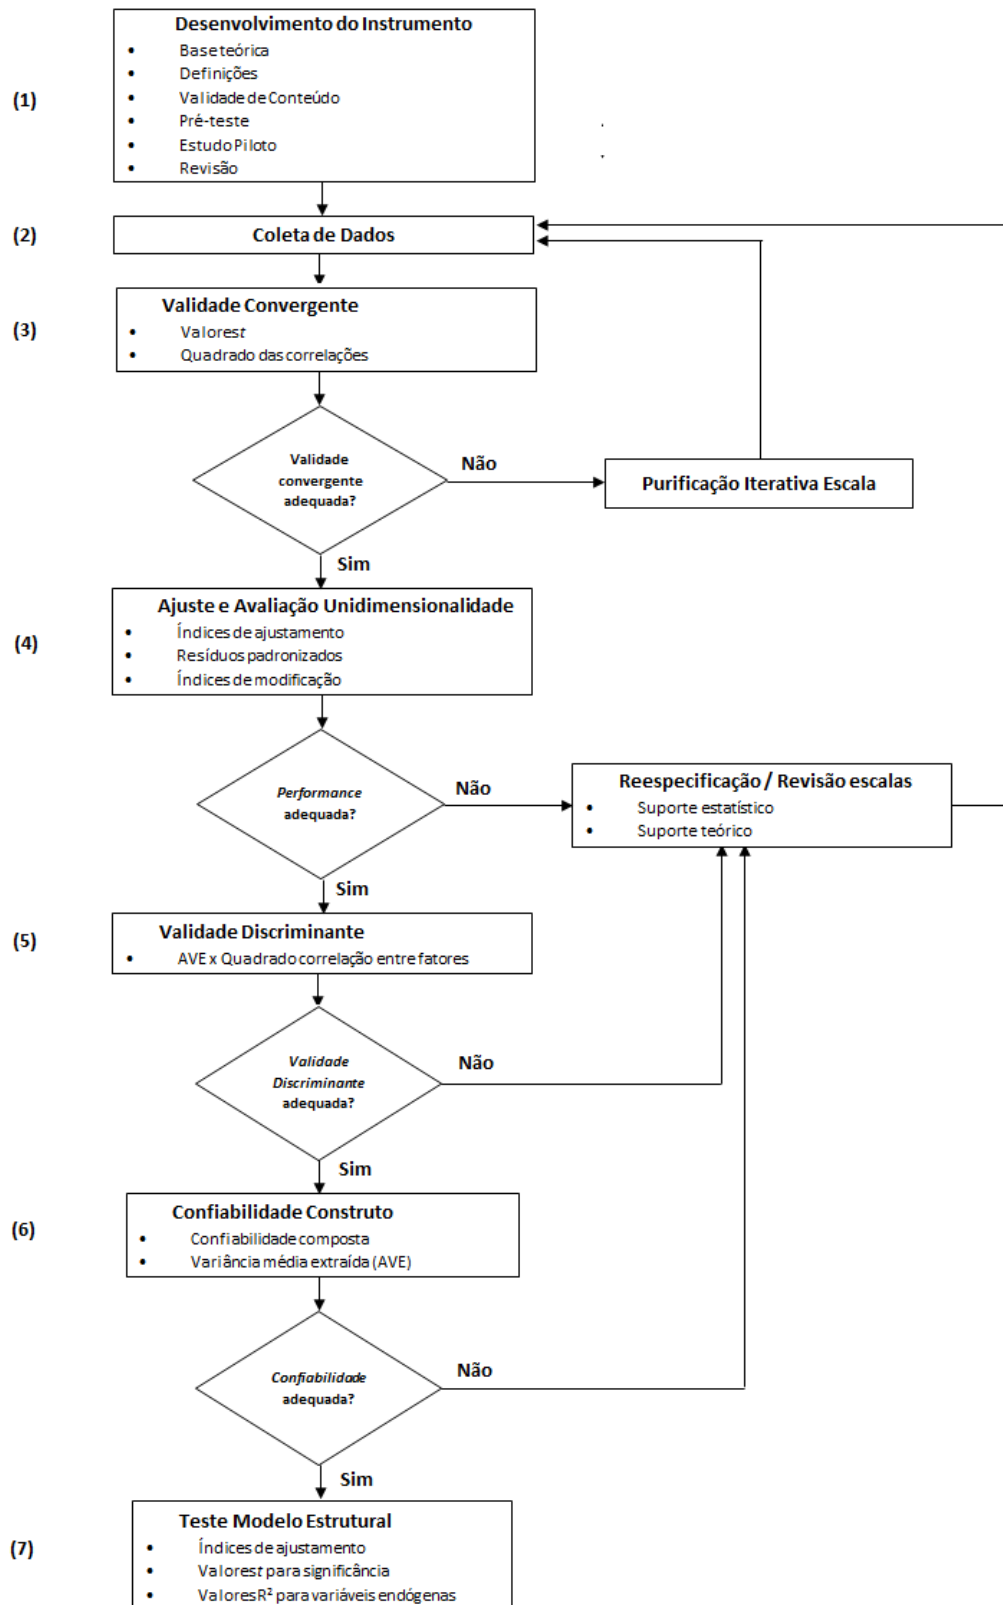 Desenvolvimento do Instrumento
• Base teórica
• Definições
(1)
• Validade de Conteúdo
• Pré-teste
• Estudo Piloto
• Revisão
(2)
Coleta de Dados
Validade Convergente
(3)
• Valores t
• Quadrado das correlações
Validade
convergente
adequada?
Não
Purificação Iterativa Escala
Sim
Ajuste e Avaliação Unidimensionalidade
(4)
• Índices de ajustamento
• Resíduos padronizados
• Índices de modificação
Performance
adequada?
Não
Reespecificação / Revisão escalas
• Suporte estatístico
• Suporte teórico
Sim
(5)
Validade Discriminante
• AVE x Quadrado correlação entre fatores
Validade
Discriminante
adequada?
Não
Sim
(6)
Confiabilidade Construto
• Confiabilidade composta
• Variância média extraída (AVE)
Confiabilidade
adequada?
Não
Sim
(7)
Teste Modelo Estrutural
• Índices de ajustamento
• Valores t para significância
• Valores R² para variáveis endógenas